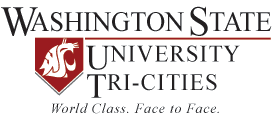 WASHINGTON STATE
UNIVERSITY
TRI-CITIES
World Class. Face to Face.